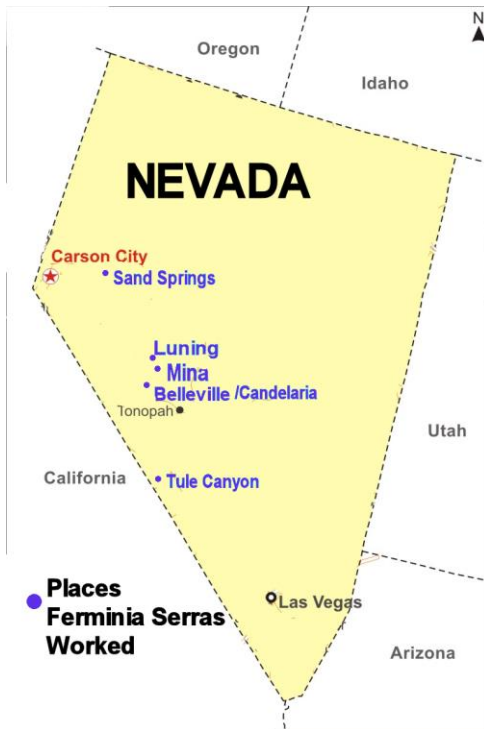 N
Oregon
Idaho
NEVADA
Carson City
Sand Springs
Luning
Mina
Belleville /Candelaria
Tonopah
Utah
California
Tule Canyon
Places
Ferminia Serras
Worked
Las Vegas
Arizona